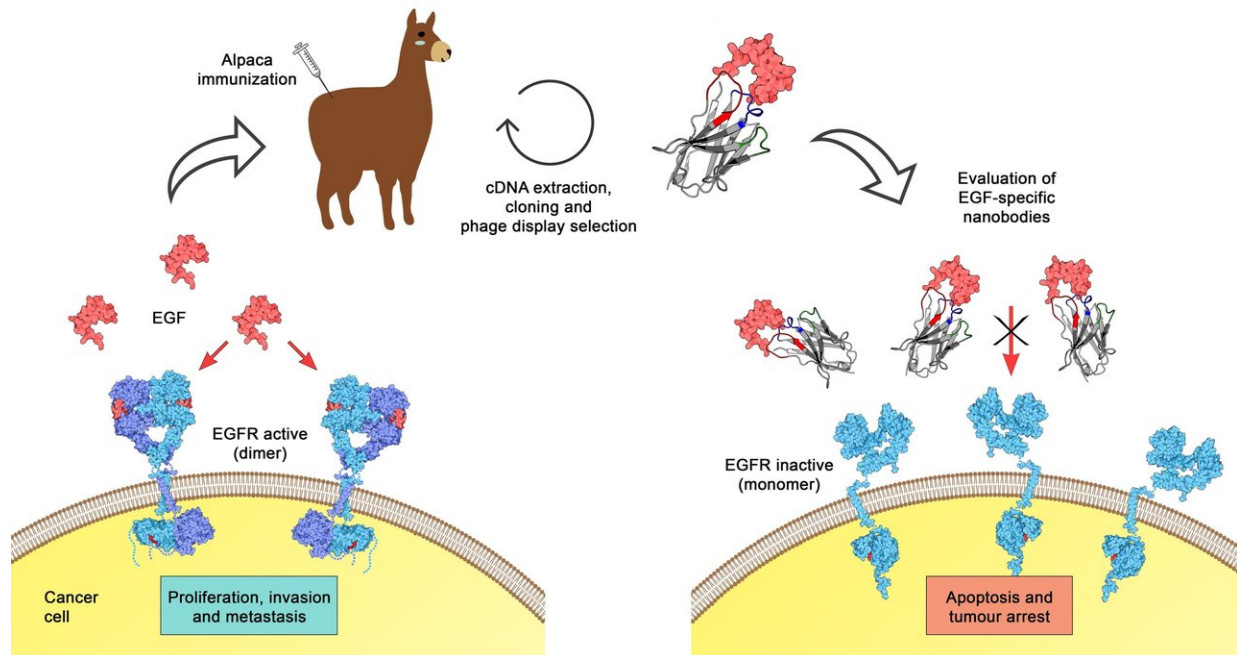 Alpaca
immunization
cDNA extraction,
cloning and
phage display selection
Evaluation of
EGF-specific
nanobodies
EGF
EGFR active
(dimer)
EGFR inactive
(monomer)
Cancer
cell
Proliferation, invasion
and metastasis
Apoptosis and
tumour arrest